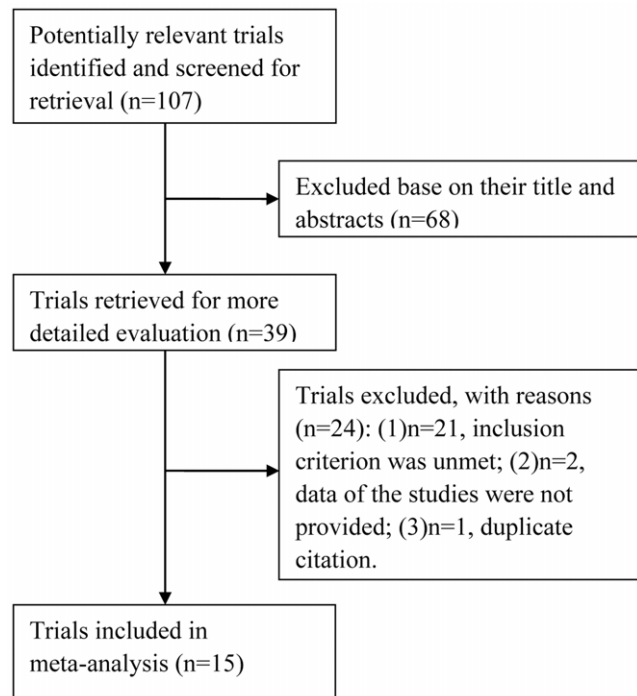 Potentially relevant trials
identified and screened for
retrieval (n=107)
Excluded base on their title and
abstracts (n=68)
Trials retrieved for more
detailed evaluation (n=39)
Trials excluded, with reasons
(n=24): (1)n=21, inclusion
criterion was unmet; (2)n=2,
data of the studies were not
provided; (3)n=1, duplicate
citation.
Trials included in
meta-analysis (n=15)